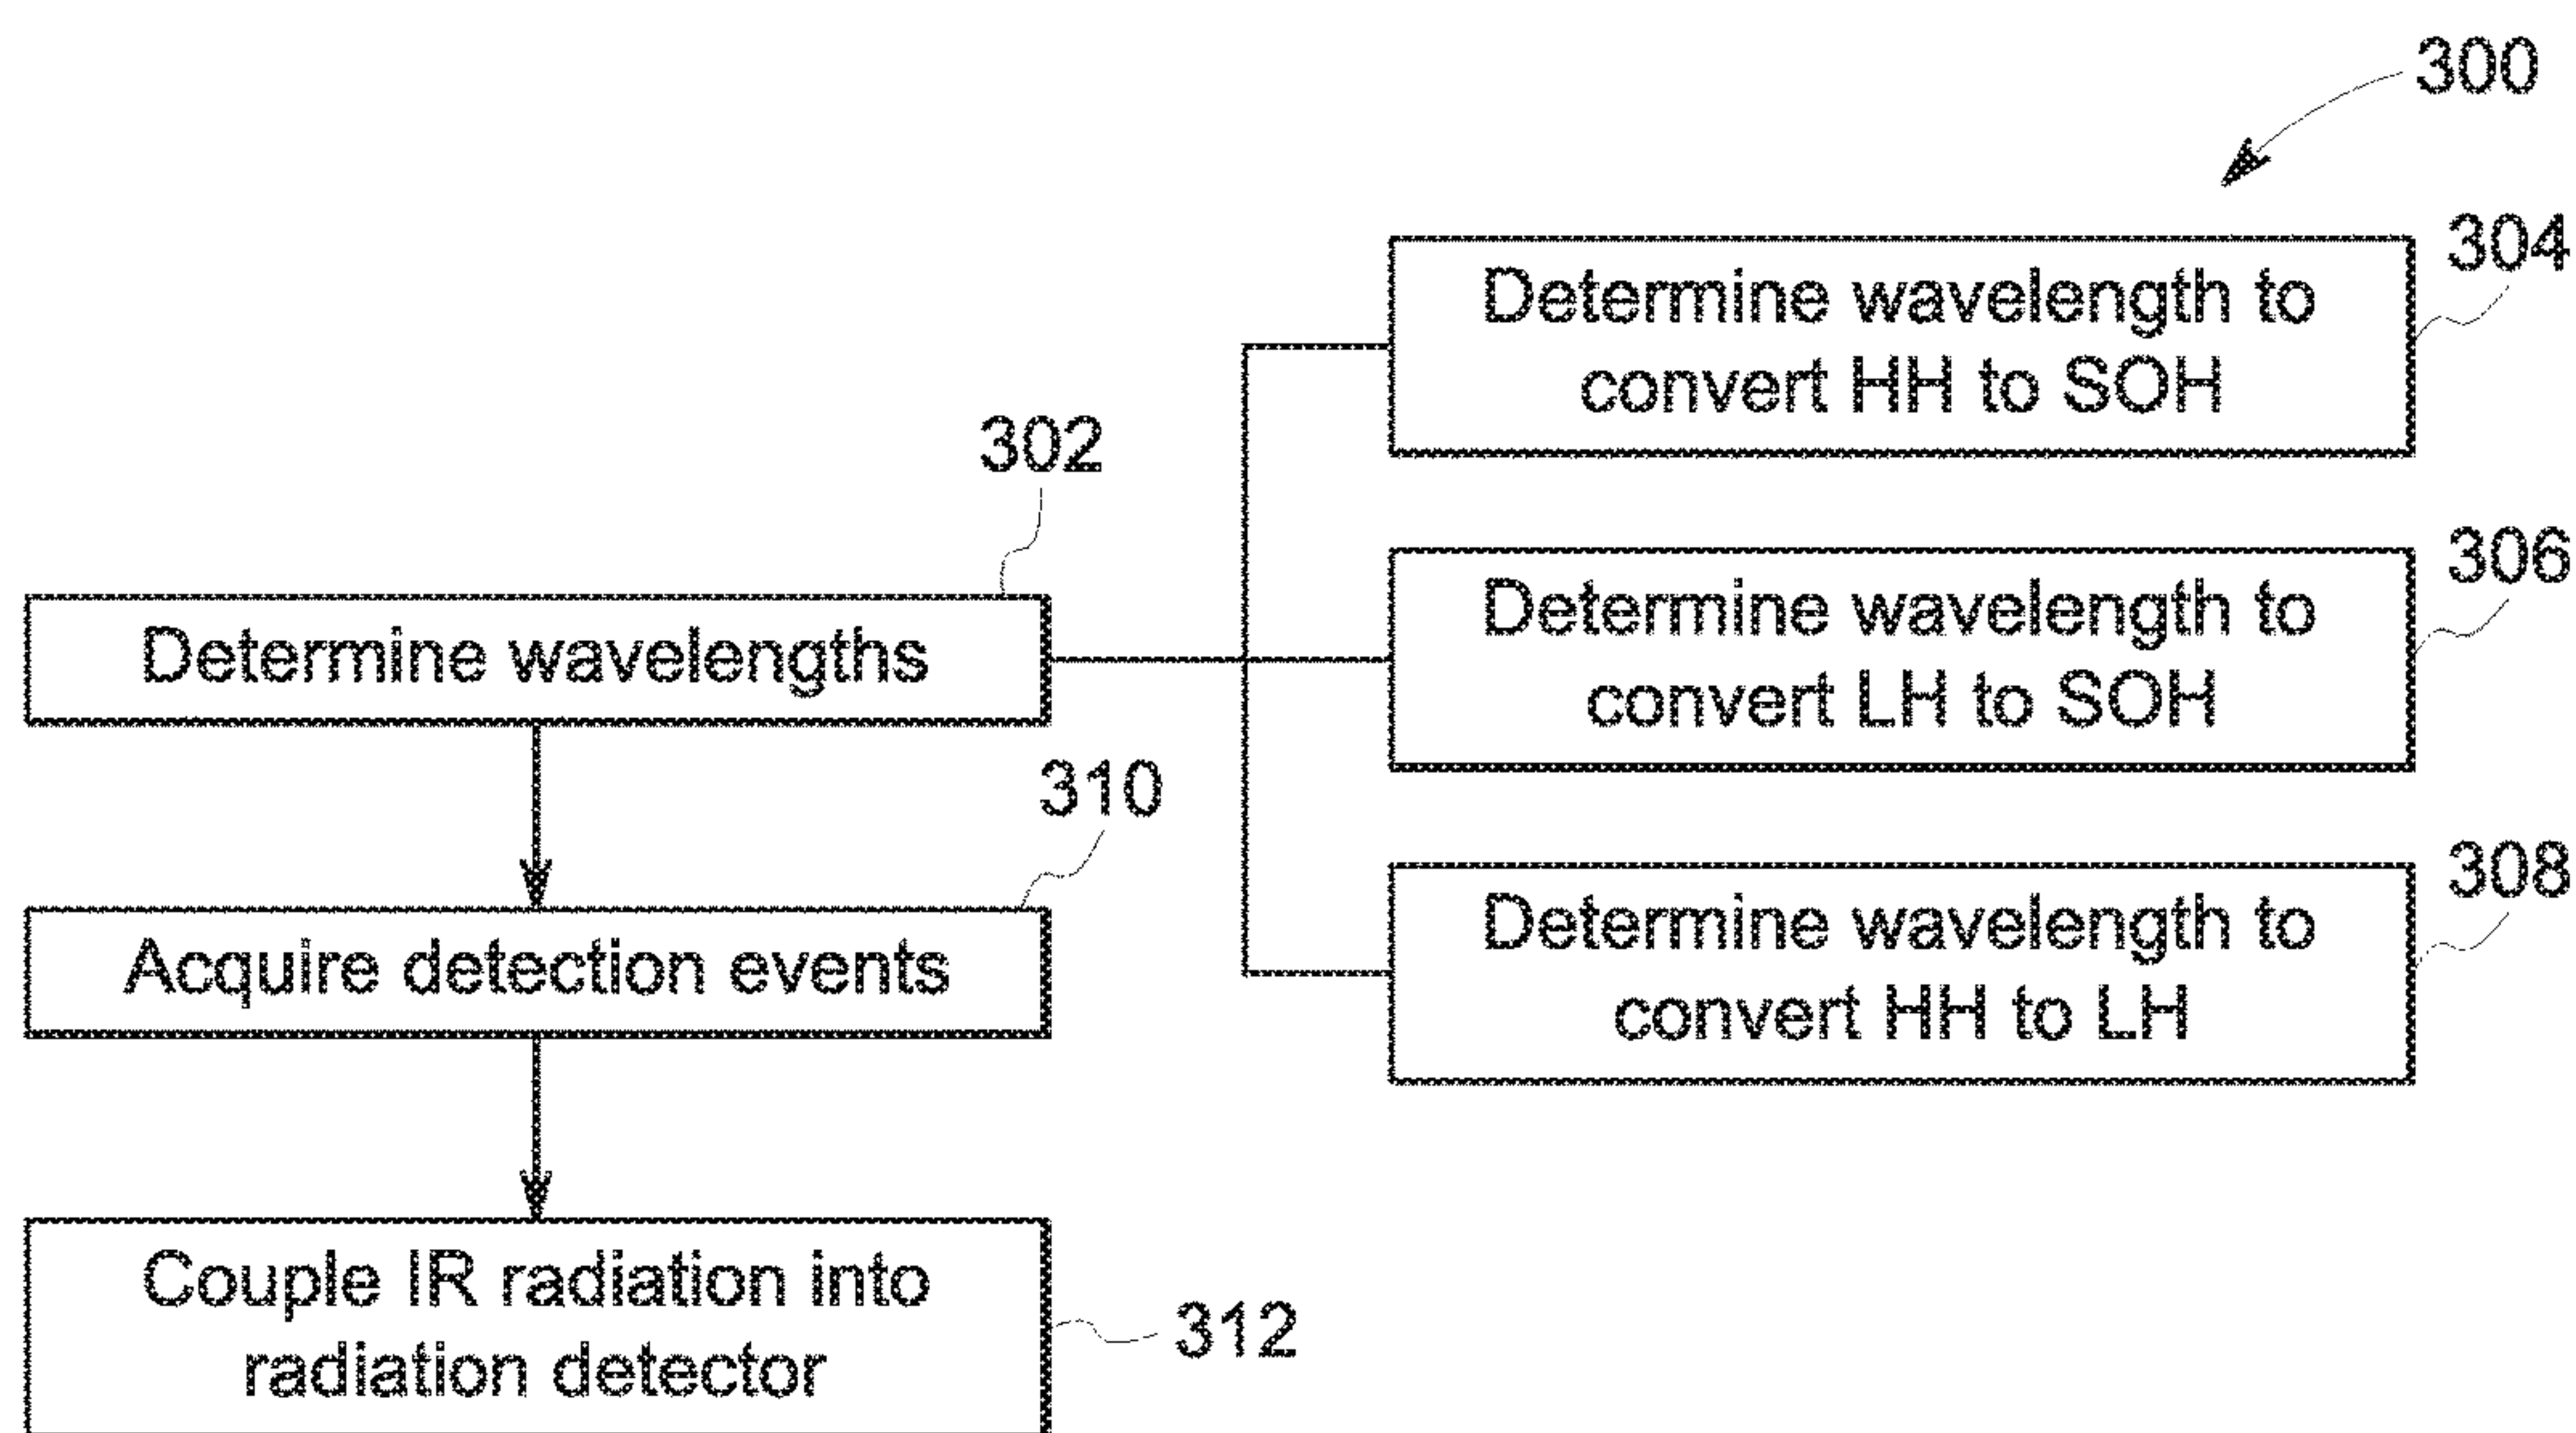 300
304
Determine wavelength to
convert HH to SOH
302
306
Determine wavelengths
Determine wavelength to
convert LH to SOH
310
308
Acquire detection events
Determine wavelength to
convert HH to LH
Couple IR radiation into
radiation detector
312